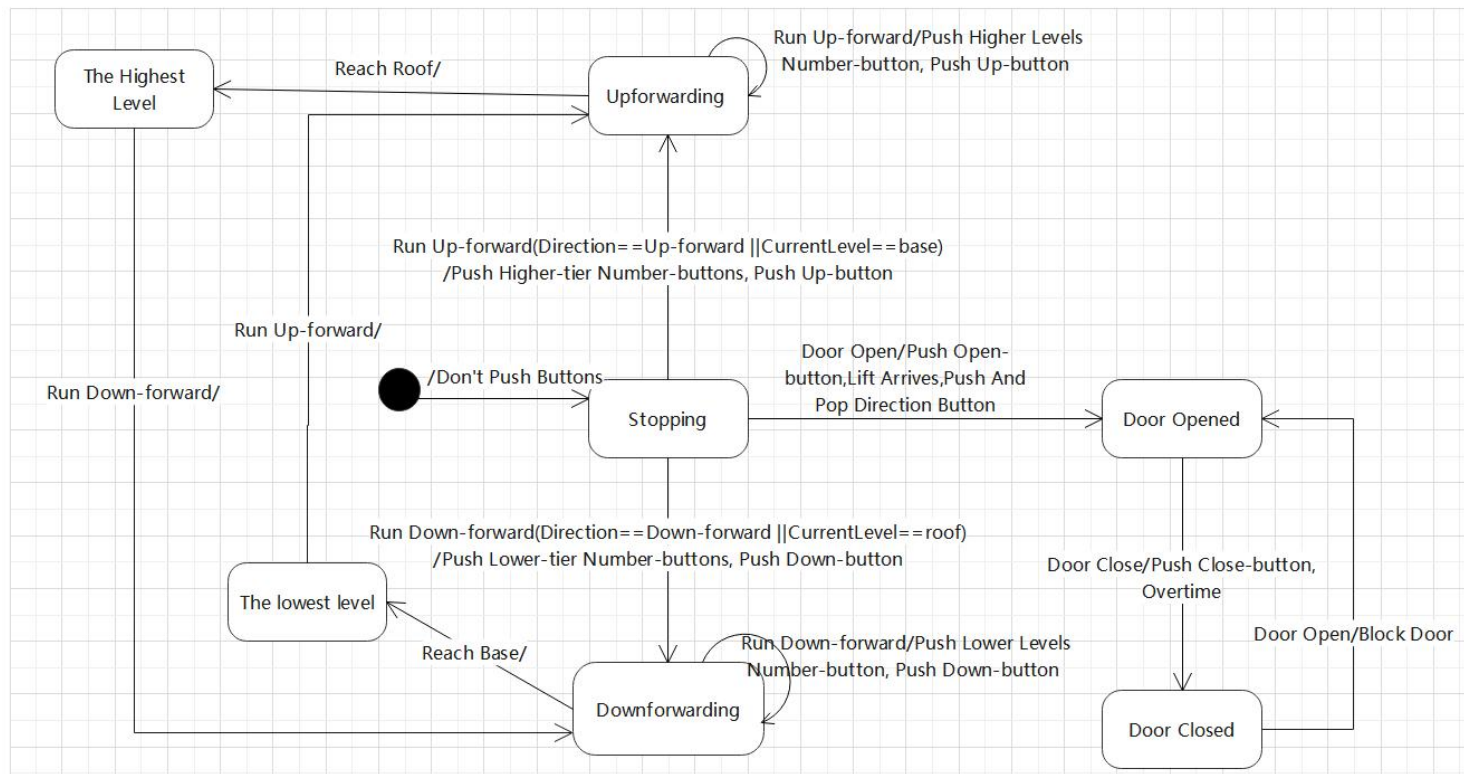 Run Up-forward/Push Higher Levels
Number-button, Push Up-button
The Highest
Level
Reach Roof/
Upforwarding
Run Up-forward(Direction==Up-forward ||CurrentLevel==base)
/Push Higher-tier Number-buttons, Push Up-button
Run Up-forward/
Door Open/Push Open-
button,Lift Arrives,Push And
Pop Direction Button
Run Down-forward/
/Don't Push Buttons
Stopping
Door Opened
Run Down-forward(Direction==Down-forward ||CurrentLevel==roof)
/Push Lower-tier Number-buttons, Push Down-button
Door Close/Push Close-button,
Overtime
The lowest level
Door Open/Block Door
Reach Base/
Run Down-forward/Push Lower Levels
Number-button, Push Down-button
Downforwarding
Door Closed